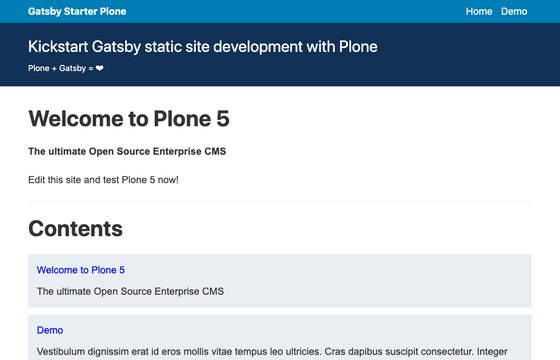 Gatsby Starter Plone
Home Demo
Kickstart Gatsby static site development with Plone
Plone + Gatsby = ❤
Welcome to Plone 5
The ultimate Open Source Enterprise CMS
Edit this site and test Plone 5 now!
Contents
Welcome to Plone 5
The ultimate Open Source Enterprise CMS
Demo
Vestibulum dignissim erat id eros mollis vitae tempus leo ultricies. Cras dapibus suscipit consectetur. Integer